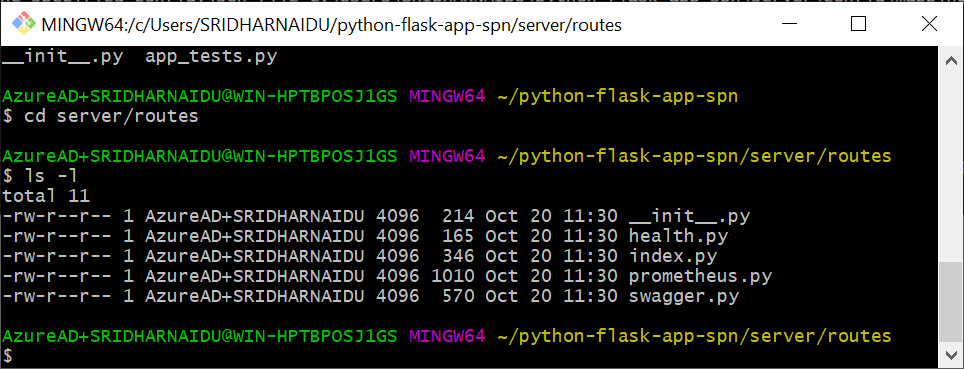 MINGW64:/c/Users/SRIDHARNAIDU/python-flask-app-spn/server/routes
__init__.py  app_tests.py
AzureAD+SRIDHARNAIDU@WIN-HPTBPOSJ1GS MINGW64 ~/python-flask-app-spn
$ cd server/routes
AzureAD+SRIDHARNAIDU@WIN-HPTBPOSJ1GS MINGW64 ~/python-flask-app-spn/server/routes
$ ls -l
total 11
-rw-r--r-- 1 AzureAD+SRIDHARNAIDU 4096  214 Oct 20 11:30 __init__.py
-rw-r--r-- 1 AzureAD+SRIDHARNAIDU 4096  165 Oct 20 11:30 health.py
-rw-r--r-- 1 AzureAD+SRIDHARNAIDU 4096  346 Oct 20 11:30 index.py
-rw-r--r-- 1 AzureAD+SRIDHARNAIDU 4096 1010 Oct 20 11:30 prometheus.py
-rw-r--r-- 1 AzureAD+SRIDHARNAIDU 4096  570 Oct 20 11:30 swagger.py
AzureAD+SRIDHARNAIDU@WIN-HPTBPOSJ1GS MINGW64 ~/python-flask-app-spn/server/routes
$